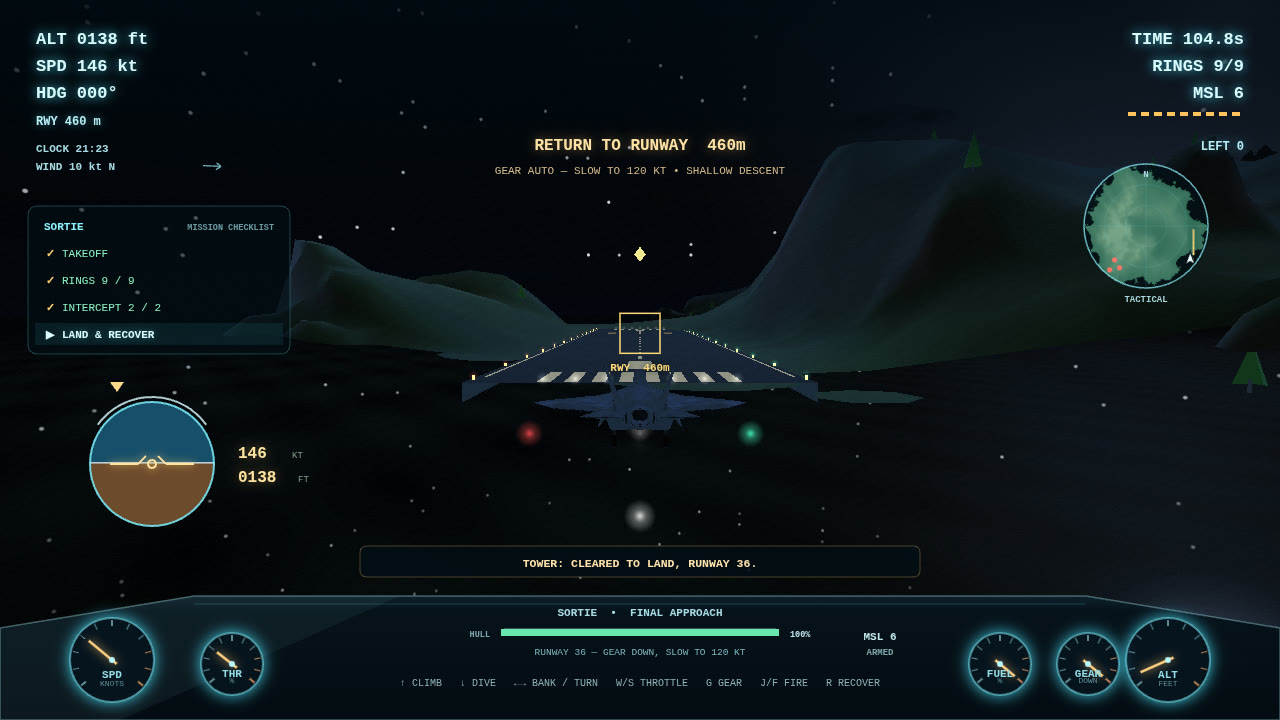 ALT 0138 ft
SPD 146 kt
HDG 000°
RWY 460 m
CLOCK 21:23
WIND 10 kt N
TIME 104.8s
RINGS 9/9
MSL 6
LEFT 0
N
TACTICAL
RETURN TO RUNWAY 460m
GEAR AUTO — SLOW TO 120 KT • SHALLOW DESCENT
SORTIE MISSION CHECKLIST
✓ TAKEOFF
✓ RINGS 9 / 9
✓ INTERCEPT 2 / 2
▶ LAND & RECOVER
RWY 460m
146 KT
0138 FT
TOWER: CLEARED TO LAND, RUNWAY 36.
SORTIE • FINAL APPROACH
HULL 100%
MSL 6
RUNWAY 36 — GEAR DOWN, SLOW TO 120 KT
ARMED
↑ CLIMB ↓ DIVE ←→ BANK / TURN W/S THROTTLE G GEAR J/F FIRE R RECOVER
SPD
KNOTS
THR
%
FUEL
%
GEAR
DOWN
ALT
FEET